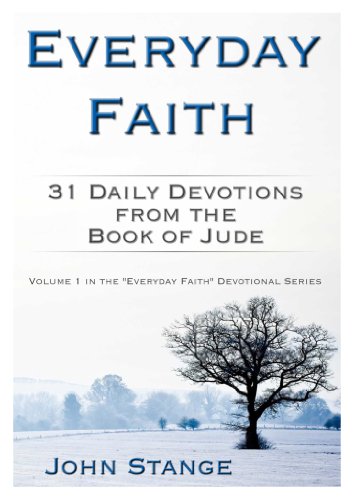 Everyday
Faith
31 Daily Devotions
from the
Book of Jude
Volume 1 in the "Everyday Faith" Devotional Series
John Stange